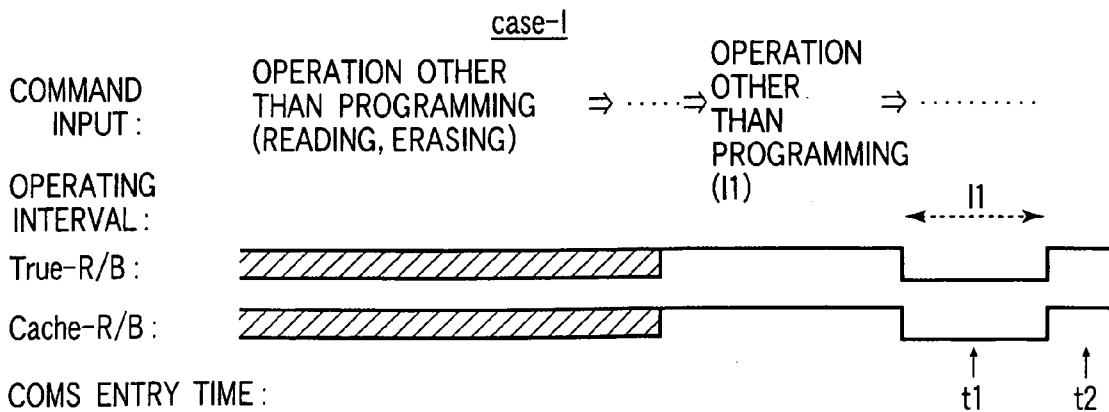 case-I
COMMAND INPUT :
OPERATION OTHER THAN PROGRAMMING (READING, ERASING)
⇒ ····· ⇒
OPERATION OTHER THAN PROGRAMMING (I1)
⇒ ·········
OPERATING INTERVAL :
I1
True-R/B :
Cache-R/B :
COMS ENTRY TIME :
t1
t2